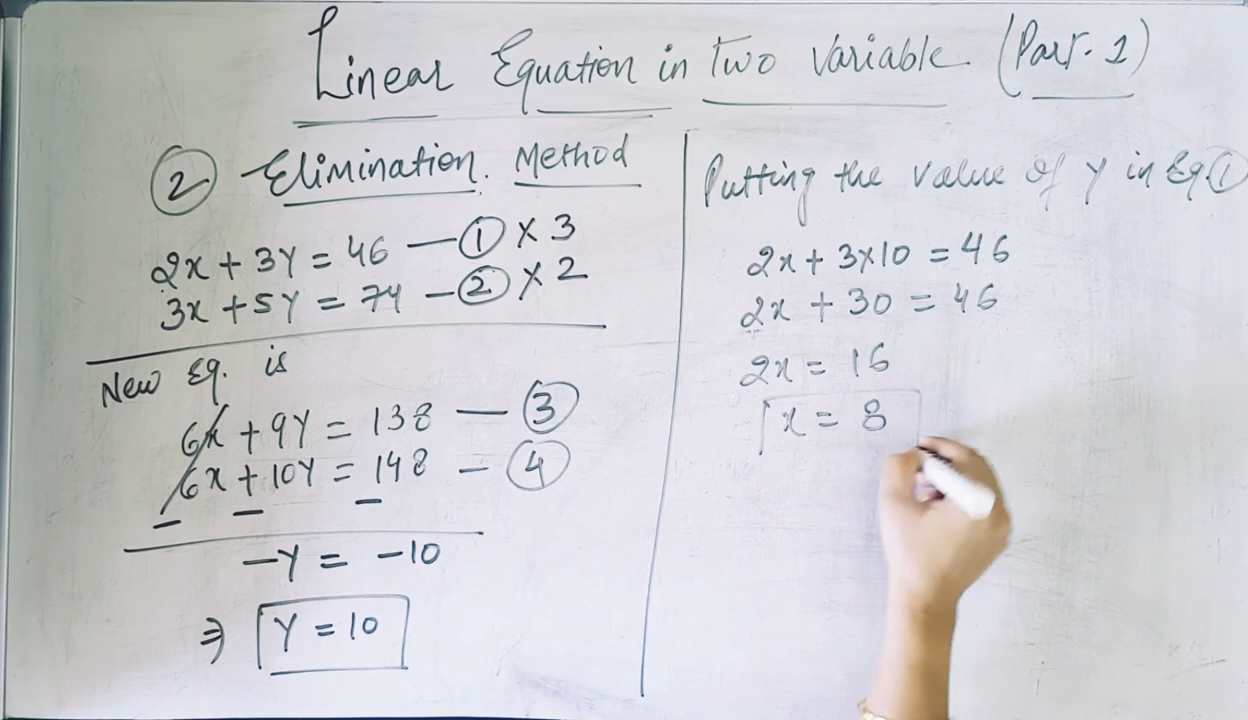 Linear Equation in Two Variable (Part-1)
② Elimination Method
2x + 3y = 46 — ① × 3
3x + 5y = 74 — ② × 2
New Eq. is
6x + 9y = 138 — ③
6x + 10y = 148 — ④
− − −
−y = −10
⇒ y = 10
Putting the value of y in Eq ①
2x + 3×10 = 46
2x + 30 = 46
2x = 16
x = 8